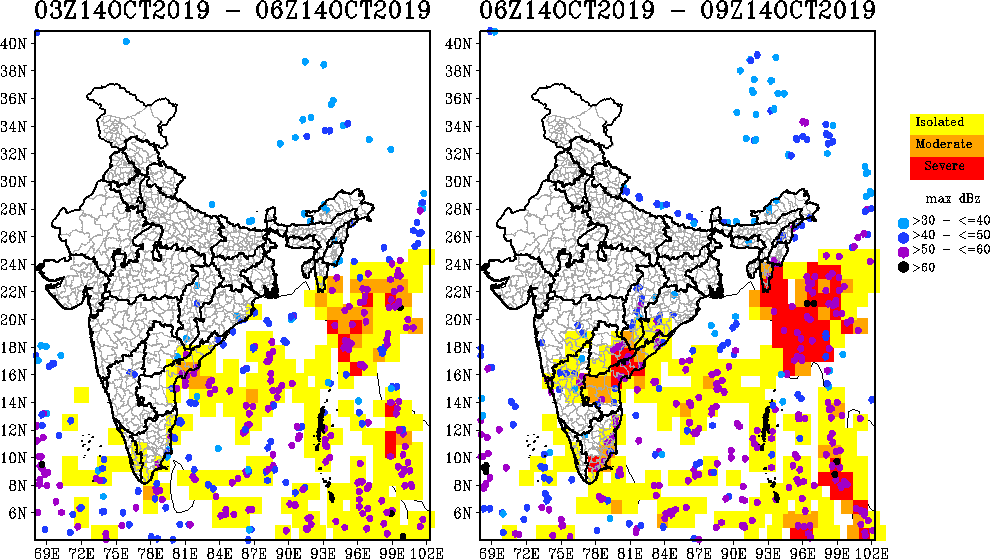 03Z14OCT2019 - 06Z14OCT2019
06Z14OCT2019 - 09Z14OCT2019
40N
38N
36N
34N
32N
30N
28N
26N
24N
22N
20N
18N
16N
14N
12N
10N
8N
6N
69E 72E 75E 78E 81E 84E 87E 90E 93E 96E 99E 102E
40N
38N
36N
34N
32N
30N
28N
26N
24N
22N
20N
18N
16N
14N
12N
10N
8N
6N
69E 72E 75E 78E 81E 84E 87E 90E 93E 96E 99E 102E
Isolated
Moderate
Severe
max dBz
>30 - <=40
>40 - <=50
>50 - <=60
>60